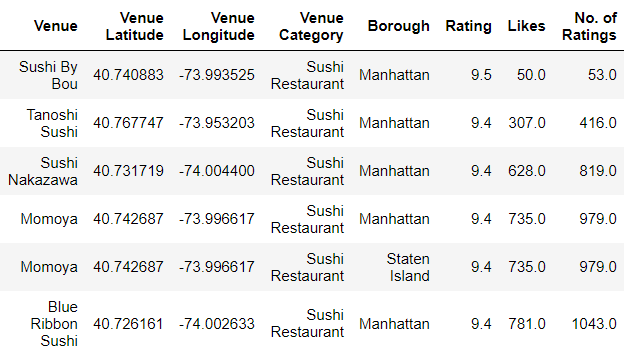 Venue Venue Latitude Venue Longitude Venue Category Borough Rating Likes No. of Ratings
Sushi By Bou 40.740883 -73.993525 Sushi Restaurant Manhattan 9.5 50.0 53.0
Tanoshi Sushi 40.767747 -73.953203 Sushi Restaurant Manhattan 9.4 307.0 416.0
Sushi Nakazawa 40.731719 -74.004400 Sushi Restaurant Manhattan 9.4 628.0 819.0
Momoya 40.742687 -73.996617 Sushi Restaurant Manhattan 9.4 735.0 979.0
Momoya 40.742687 -73.996617 Sushi Restaurant Staten Island 9.4 735.0 979.0
Blue Ribbon Sushi 40.726161 -74.002633 Sushi Restaurant Manhattan 9.4 781.0 1043.0